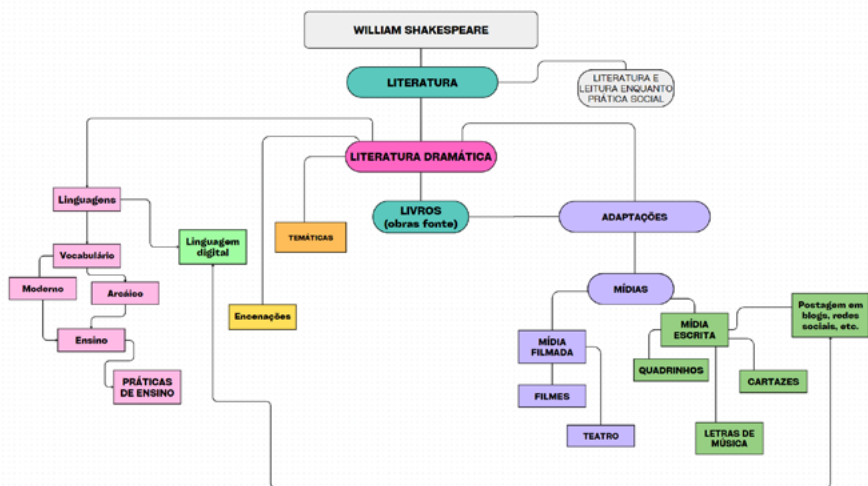 WILLIAM SHAKESPEARE
LITERATURA
LITERATURA E
LEITURA ENQUANTO
PRÁTICA SOCIAL
LITERATURA DRAMÁTICA
Linguagens
LIVROS
(obras fonte)
ADAPTAÇÕES
TEMÁTICAS
Linguagem
digital
Vocabulário
Moderno
Arcáico
MÍDIAS
Encenações
Postagem em
blogs, redes
sociais, etc.
Ensino
MÍDIA
FILMADA
MÍDIA
ESCRITA
QUADRINHOS
CARTAZES
PRÁTICAS
DE ENSINO
FILMES
TEATRO
LETRAS DE
MÚSICA